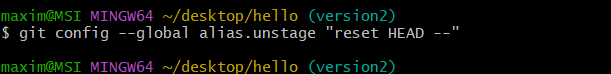 maxim@MSI MINGW64 ~/desktop/hello (version2)
$ git config --global alias.unstage "reset HEAD --"
maxim@MSI MINGW64 ~/desktop/hello (version2)